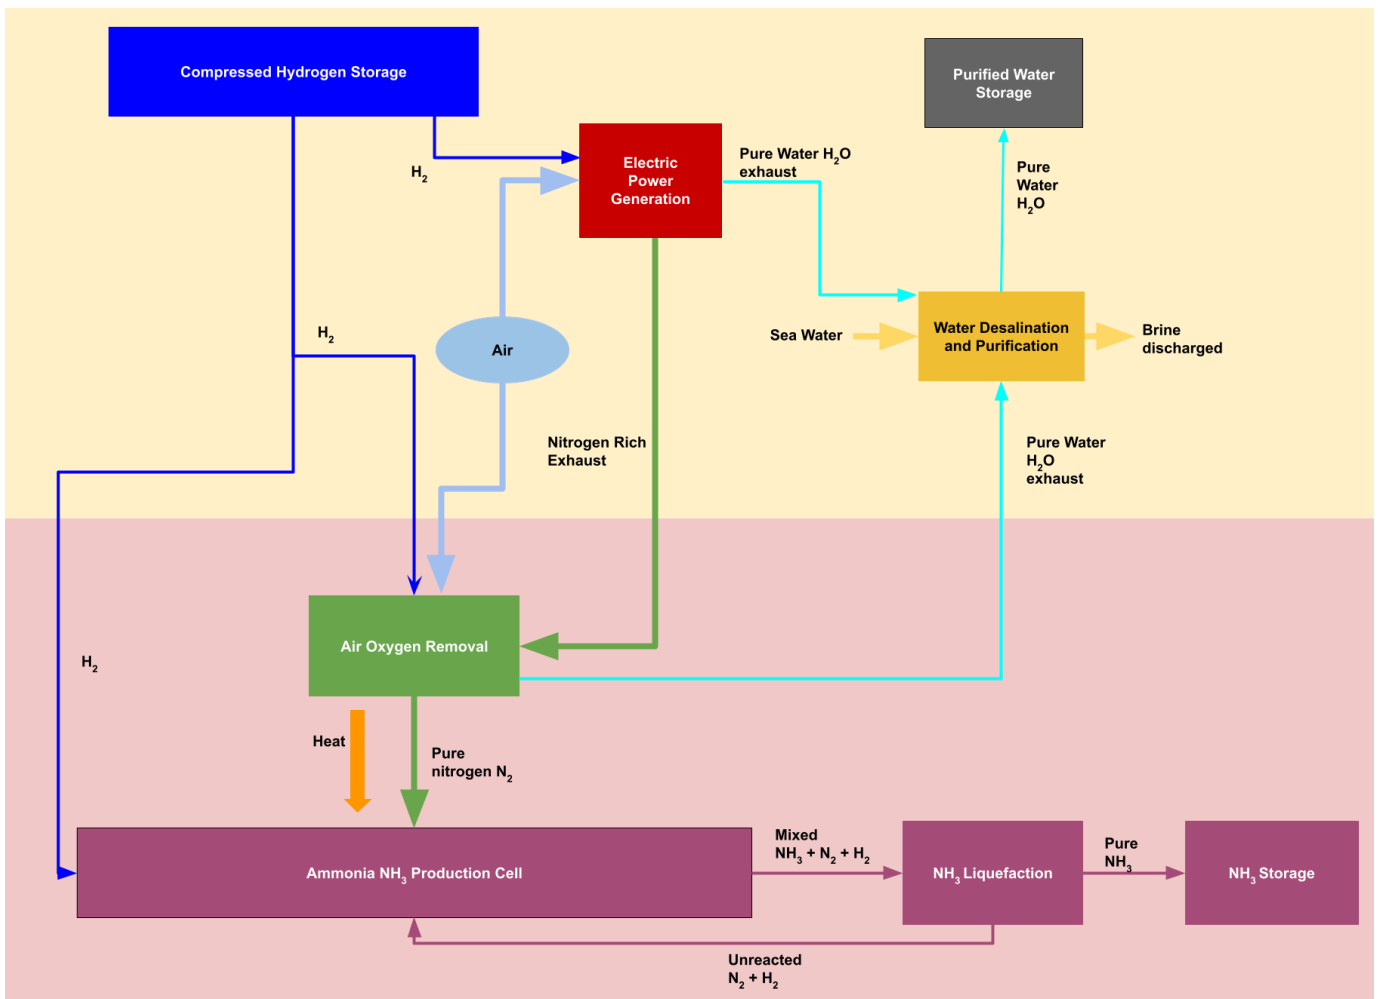 Compressed Hydrogen Storage
Purified Water
Storage
Electric
Power
Generation
Pure Water H₂O
exhaust
H₂
Pure
Water
H₂O
H₂
Air
Sea Water
Water Desalination
and Purification
Brine
discharged
Nitrogen Rich
Exhaust
Pure Water
H₂O
exhaust
Air Oxygen Removal
H₂
Heat
Pure
nitrogen N₂
Ammonia NH₃ Production Cell
Mixed
NH₃ + N₂ + H₂
NH₃ Liquefaction
Pure
NH₃
NH₃ Storage
Unreacted
N₂ + H₂